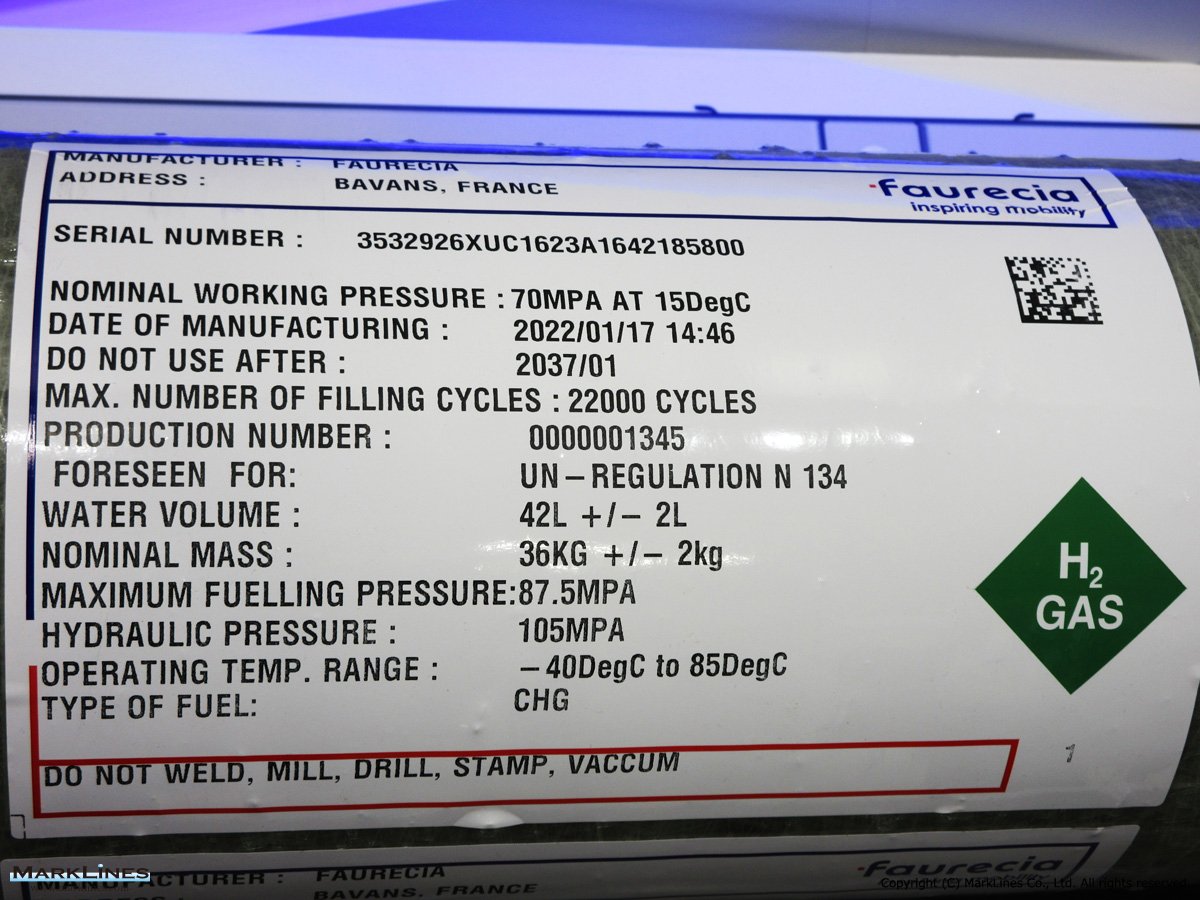 MANUFACTURER : FAURECIA
ADDRESS : BAVANS, FRANCE
faurecia
inspiring mobility
SERIAL NUMBER : 3532926XUC1623A1642185800
NOMINAL WORKING PRESSURE : 70MPA AT 15DegC
DATE OF MANUFACTURING : 2022/01/17 14:46
DO NOT USE AFTER : 2037/01
MAX. NUMBER OF FILLING CYCLES : 22000 CYCLES
PRODUCTION NUMBER : 0000001345
FORESEEN FOR: UN-REGULATION N 134
WATER VOLUME : 42L +/- 2L
NOMINAL MASS : 36KG +/- 2kg
MAXIMUM FUELLING PRESSURE: 87.5MPA
HYDRAULIC PRESSURE : 105MPA
OPERATING TEMP. RANGE : -40DegC to 85DegC
TYPE OF FUEL: CHG
H2
GAS
DO NOT WELD, MILL, DRILL, STAMP, VACCUM
1
MARKLINES
MANUFACTURER : FAURECIA
BAVANS, FRANCE
faurecia
Copyright (C) MarkLines Co., Ltd. All rights reserved.